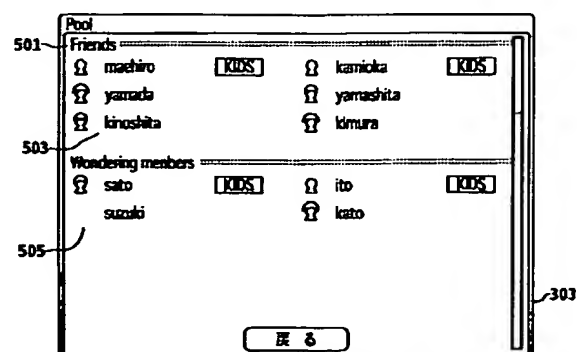 Pool
501 Friends
maehiro KIDS kamioka KIDS
yamada yamashita
kinoshita kimura
503
Wondering menbers
sato KIDS ito KIDS
suzuki kato
505
303
戻 る